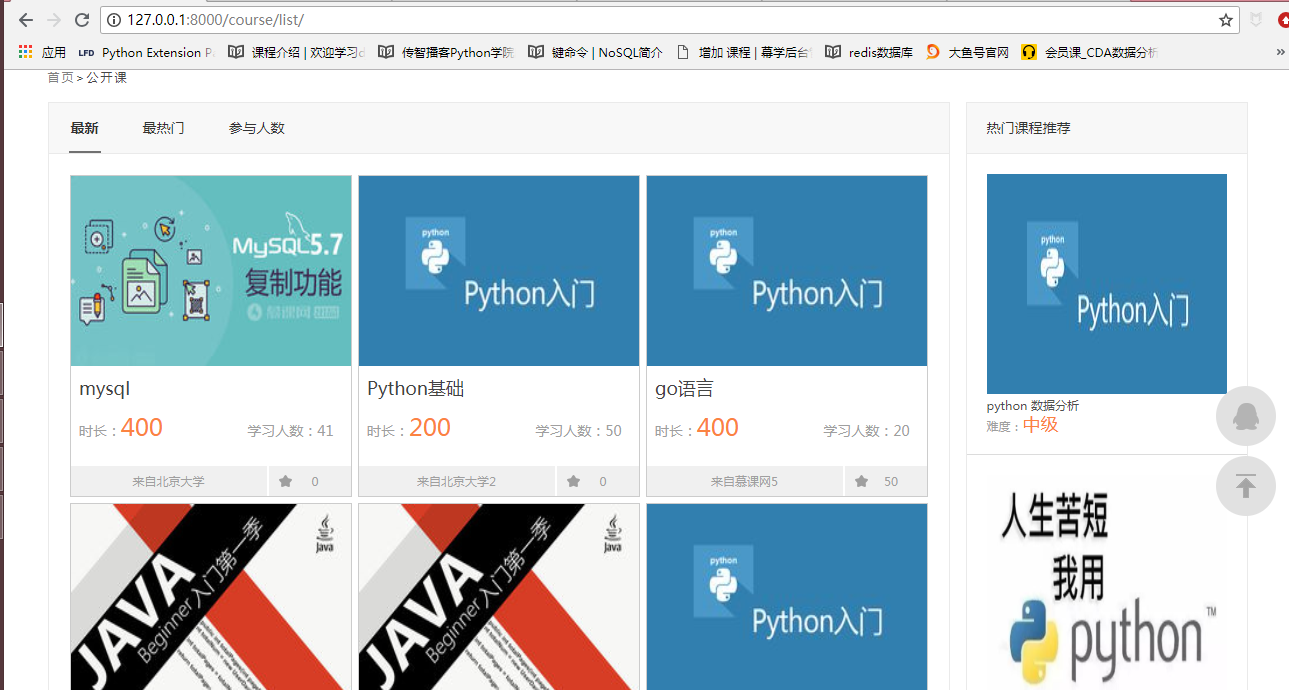 127.0.0.1:8000/course/list/
应用 LFD Python Extension P 课程介绍 | 欢迎学习 传智播客Python学院 键命令 | NoSQL简介 增加 课程 | 幕学后台 redis数据库 大鱼号官网 会员课_CDA数据分析 »
首页 > 公开课
最新 最热门 参与人数
热门课程推荐
MySQL5.7
复制功能
python
Python入门
python
Python入门
python
Python入门
mysql
Python基础
go语言
时长：400 学习人数：41
时长：200 学习人数：50
时长：400 学习人数：20
来自北京大学 0
来自北京大学2 0
来自慕课网5 50
python 数据分析
难度：中级
JAVA
Beginner 入门第一季
Java
JAVA
Beginner 入门第一季
Java
python
Python入门
人生苦短
我用
python™